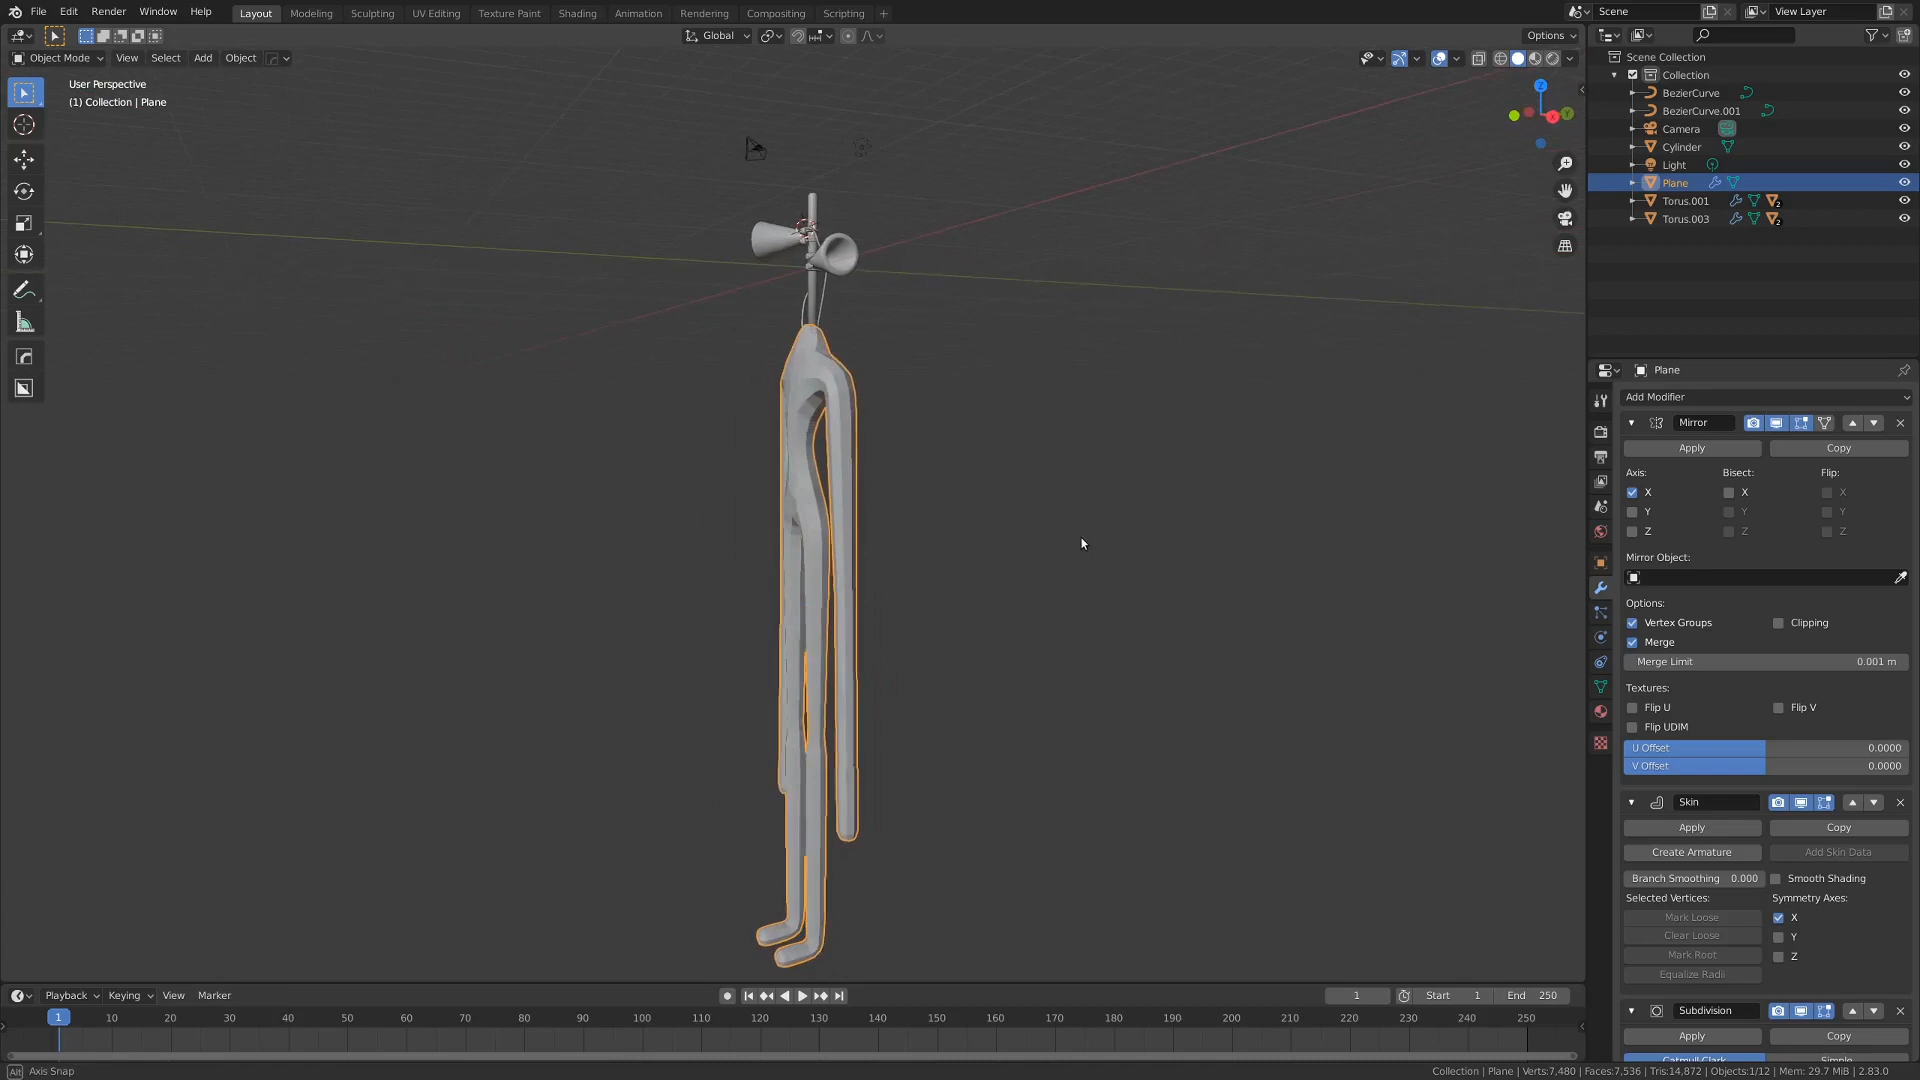 File Edit Render Window Help Layout Modeling Sculpting UV Editing Texture Paint Shading Animation Rendering Compositing Scripting + Scene View Layer
Global Options
Object Mode View Select Add Object
User Perspective
(1) Collection | Plane
Z
X
Y
Scene Collection
Collection
BezierCurve
BezierCurve.001
Camera
Cylinder
Light
Plane
Torus.001 2
Torus.003 2
Plane
Add Modifier
Mirror
Apply Copy
Axis: Bisect: Flip:
X X X
Y Y Y
Z Z Z
Mirror Object:
Options:
Vertex Groups Clipping
Merge
Merge Limit 0.001 m
Textures:
Flip U Flip V
Flip UDIM
U Offset 0.0000
V Offset 0.0000
Skin
Apply Copy
Create Armature Add Skin Data
Branch Smoothing 0.000 Smooth Shading
Selected Vertices: Symmetry Axes:
Mark Loose X
Clear Loose Y
Mark Root Z
Equalize Radii
Subdivision
Apply Copy
Catmull-Clark Simple
Playback Keying View Marker 1 Start 1 End 250
1 10 20 30 40 50 60 70 80 90 100 110 120 130 140 150 160 170 180 190 200 210 220 230 240 250
Alt Axis Snap Collection | Plane | Verts:7,480 | Faces:7,536 | Tris:14,872 | Objects:1/12 | Mem: 29.7 MiB | 2.83.0